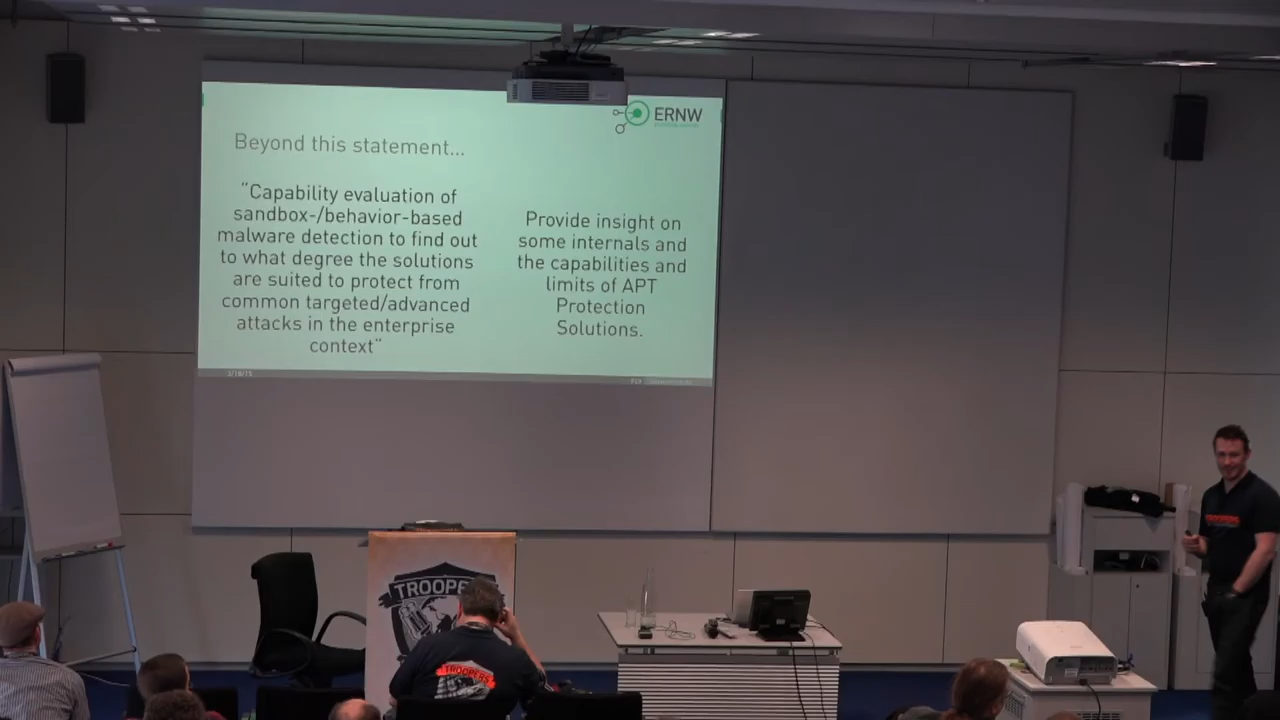 ERNW
Beyond this statement...
“Capability evaluation of
sandbox-/behavior-based
malware detection to find out
to what degree the solutions
are suited to protect from
common targeted/advanced
attacks in the enterprise
context“
Provide insight on
some internals and
the capabilities and
limits of APT
Protection
Solutions.
TROOPERS